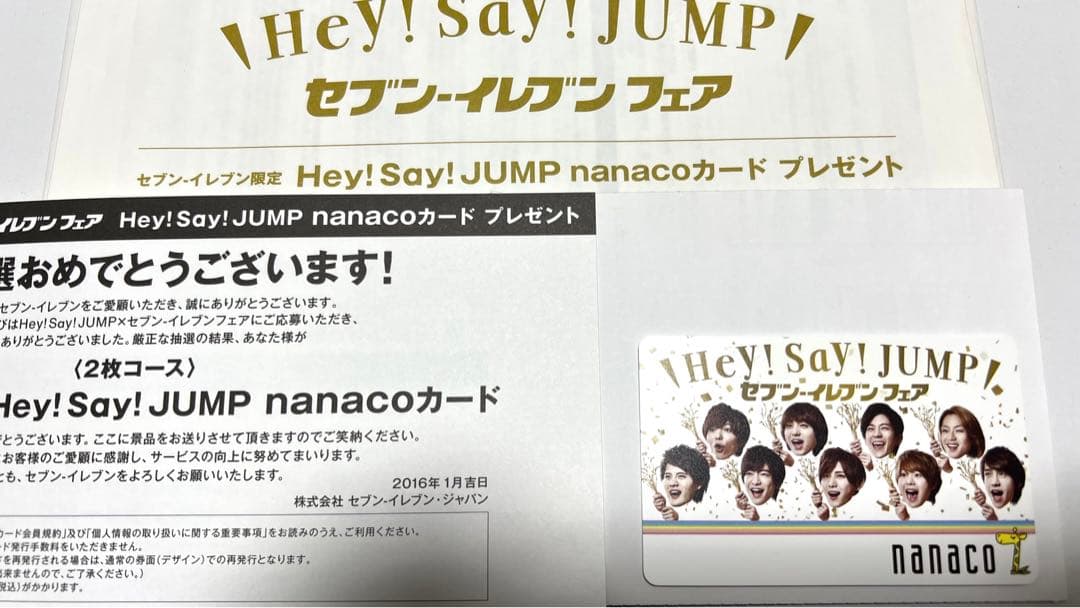 Hey! Say! JUMP
セブン-イレブン フェア
セブン-イレブン限定 Hey! Say! JUMP nanacoカード プレゼント
イレブンフェア Hey! Say! JUMP nanacoカード プレゼント
選おめでとうございます!
セブン-イレブンをご愛顧いただき、誠にありがとうございます。
びはHey!Say!JUMP×セブン-イレブンフェアにご応募いただき、
ありがとうございました。厳正な抽選の結果、あなた様が
〈2枚コース〉
Hey! Say! JUMP nanacoカード
とうございます。ここに景品をお送りさせて頂きますのでご笑納ください。
お客様のご愛顧に感謝し、サービスの向上に努めてまいります。
とも、セブン-イレブンをよろしくお願いいたします。
2016年1月吉日
株式会社 セブン-イレブン・ジャパン
カード会員規約」及び「個人情報の取り扱いに関する重要事項」をお読みのうえ、ご利用ください。
ド発行手数料をいただきません。
を再発行される場合は、通常の券面(デザイン)での再発行となります。
出来ませんので、ご了承ください。)
税込)がかかります。
Hey! Say! JUMP
セブン-イレブン フェア
nanaco